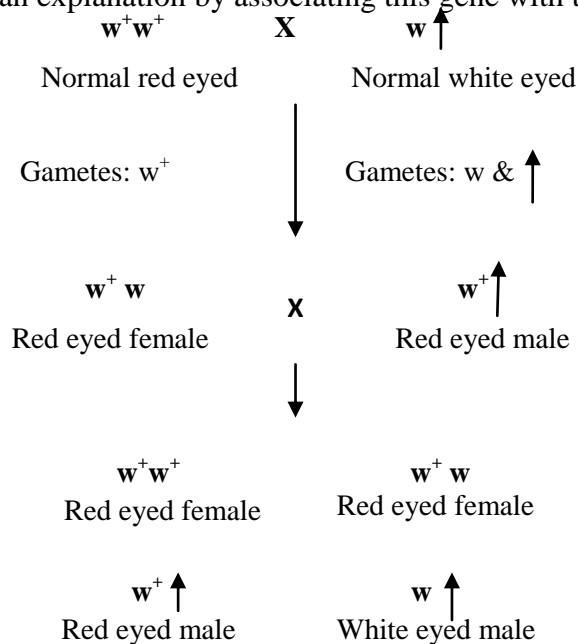 an explanation by associating this gene with t
w⁺w⁺ X w ↑
Normal red eyed Normal white eyed
Gametes: w⁺ Gametes: w & ↑
w⁺ w X w⁺ ↑
Red eyed female Red eyed male
w⁺w⁺ w⁺ w
Red eyed female Red eyed female
w⁺ ↑ w ↑
Red eyed male White eyed male